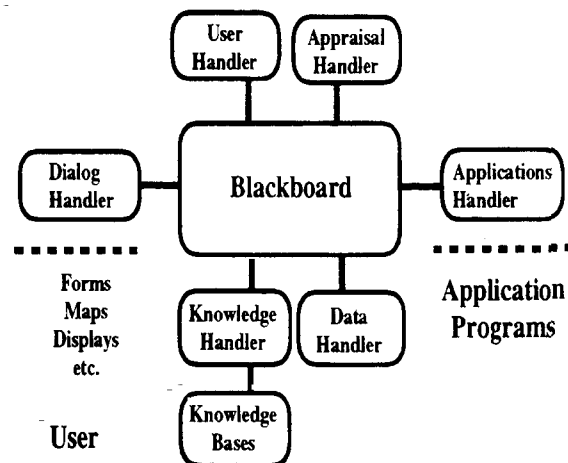 User
Handler
Appraisal
Handler
Dialog
Handler
Blackboard
Applications
Handler
Forms
Maps
Displays
etc.
Knowledge
Handler
Data
Handler
Application
Programs
User
Knowledge
Bases